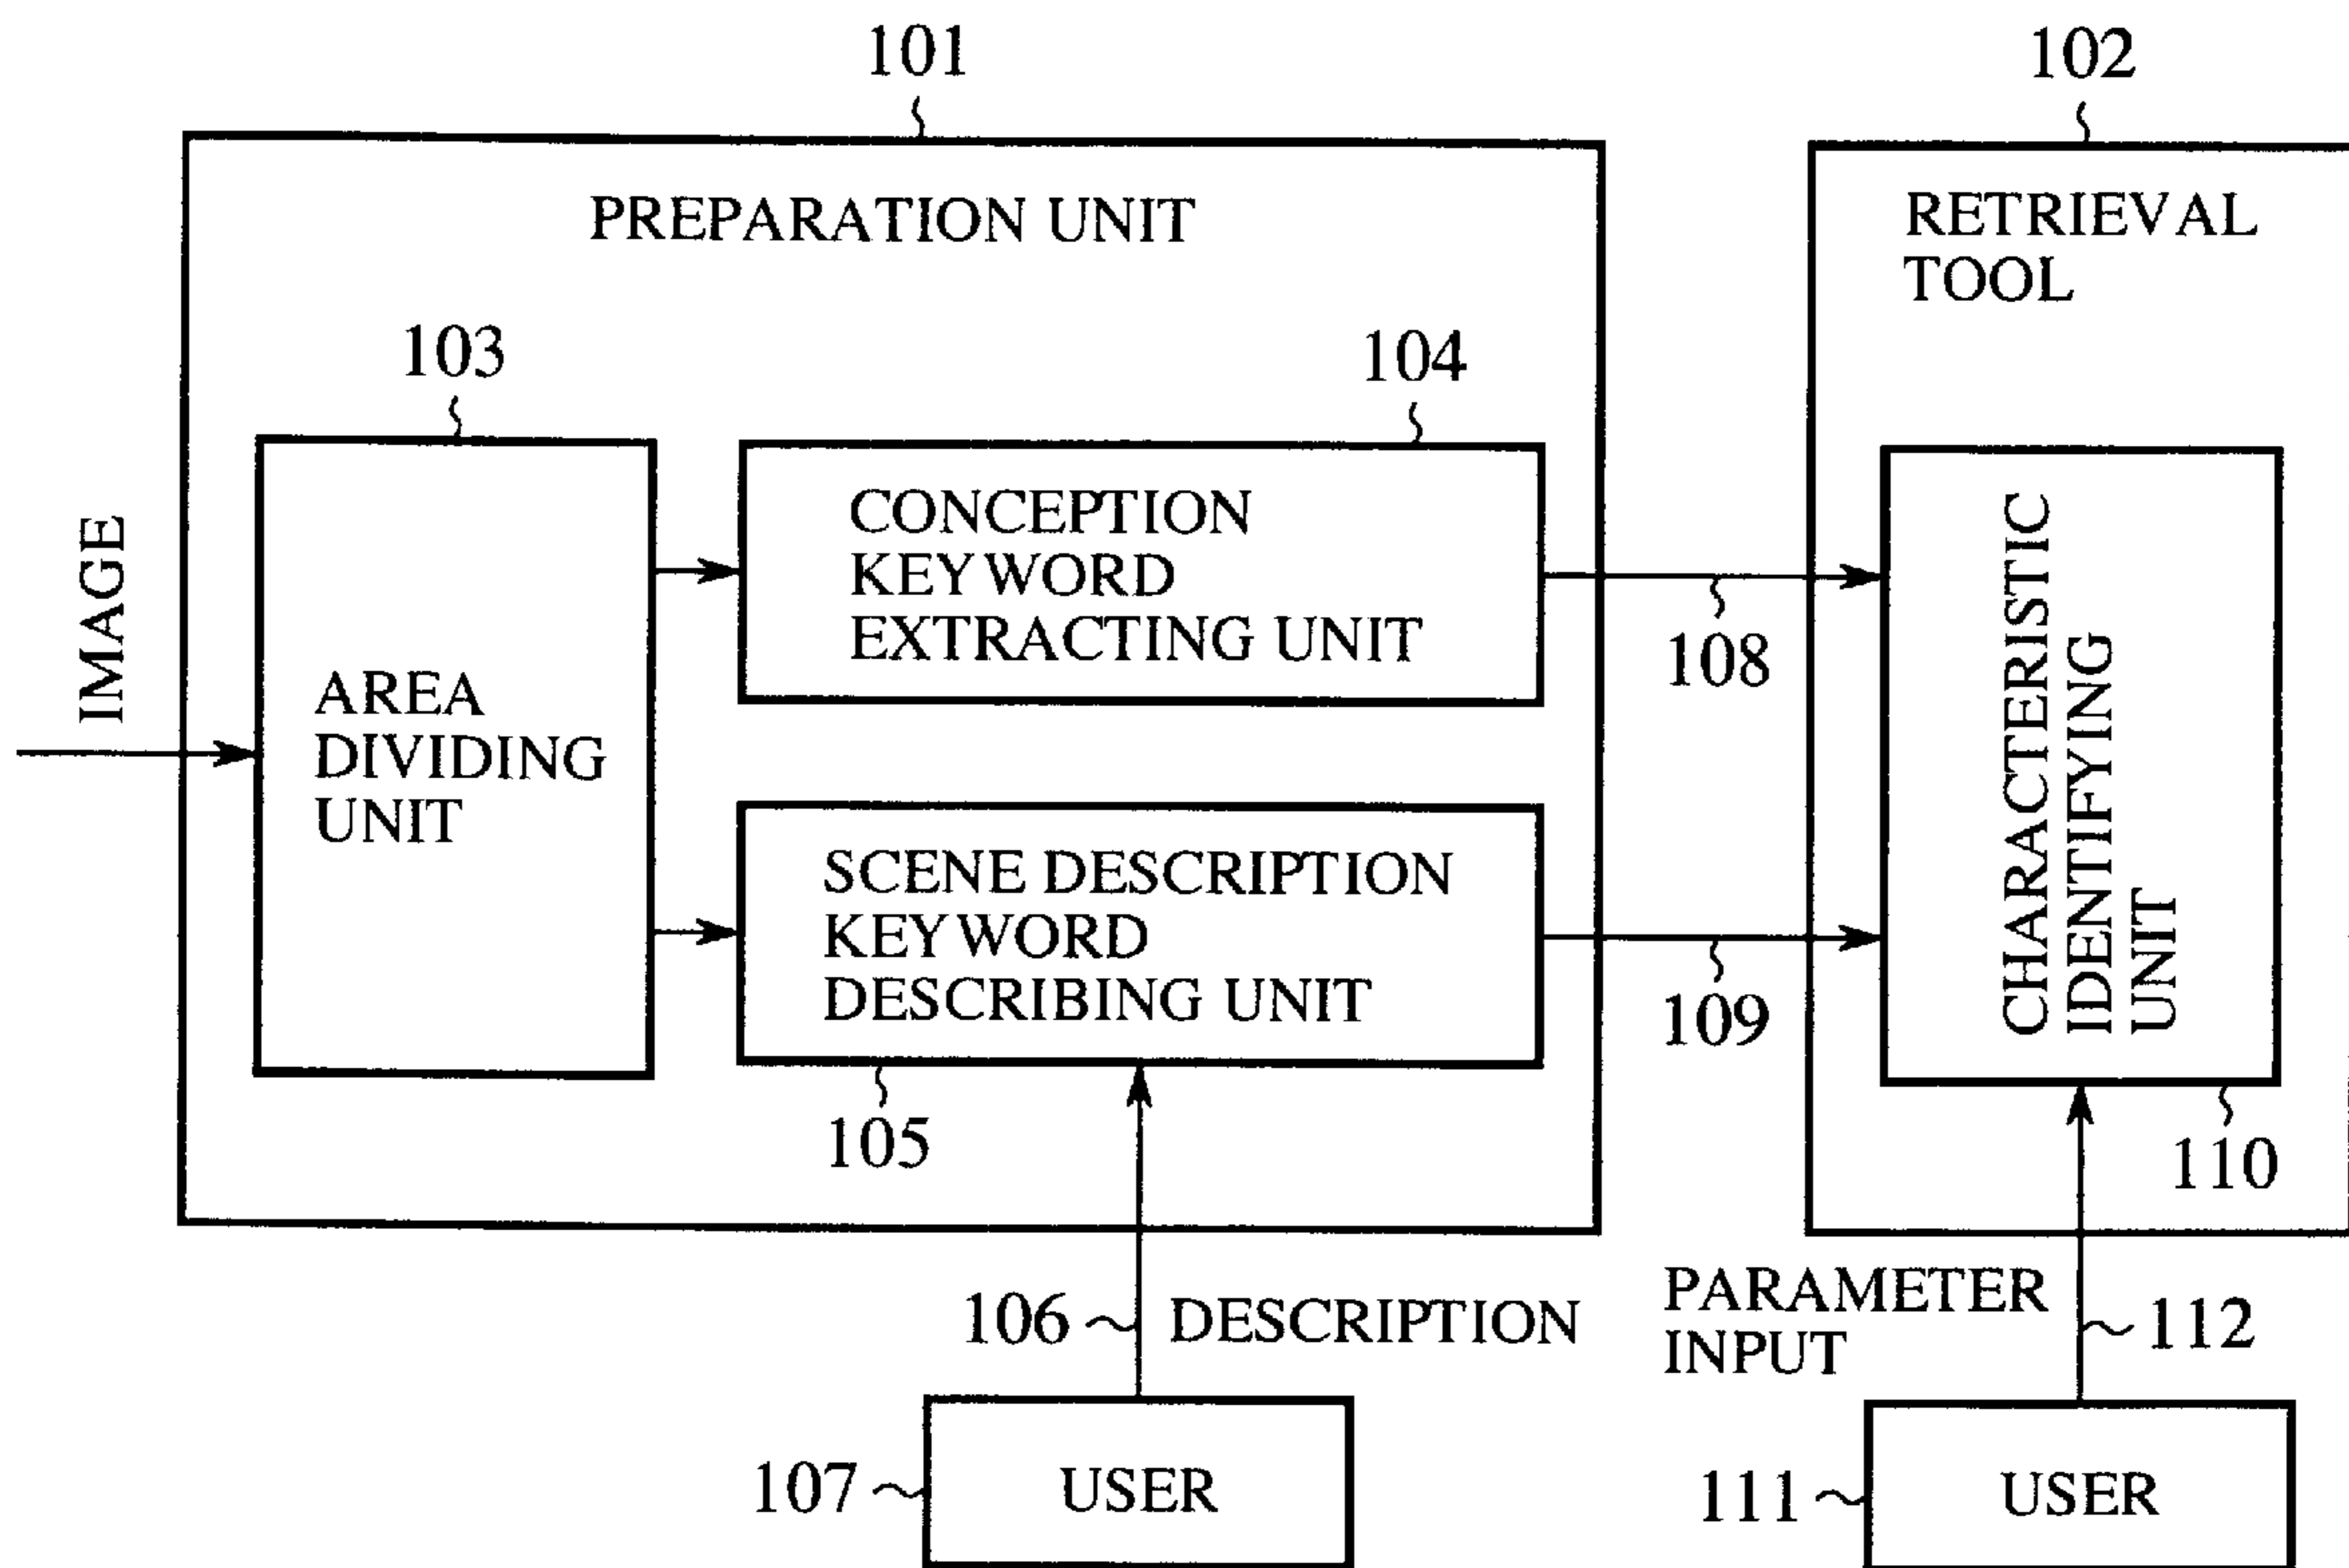 101
102
PREPARATION UNIT
RETRIEVAL
TOOL
103
104
IMAGE
AREA
DIVIDING
UNIT
CONCEPTION
KEYWORD
EXTRACTING UNIT
108
SCENE DESCRIPTION
KEYWORD
DESCRIBING UNIT
109
CHARACTERISTIC
IDENTIFYING
UNIT
105
110
106
DESCRIPTION
PARAMETER
INPUT
112
107
USER
111
USER